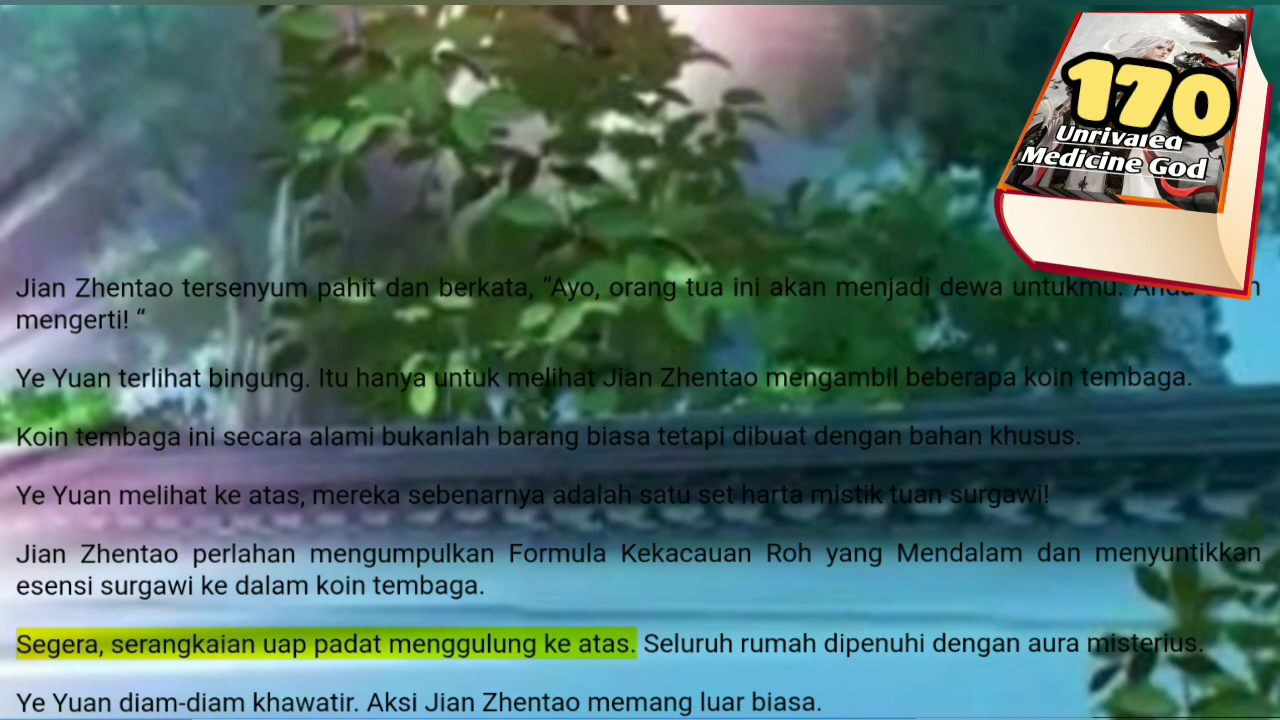 170
Unrivaled
Medicine God
Jian Zhentao tersenyum pahit dan berkata, “Ayo, orang tua ini akan menjadi dewa untukmu.
mengerti! “
Ye Yuan terlihat bingung. Itu hanya untuk melihat Jian Zhentao mengambil beberapa koin tembaga.
Koin tembaga ini secara alami bukanlah barang biasa tetapi dibuat dengan bahan khusus.
Ye Yuan melihat ke atas, mereka sebenarnya adalah satu set harta mistik tuan surgawi!
Jian Zhentao perlahan mengumpulkan Formula Kekacauan Roh yang Mendalam dan menyuntikkan
esensi surgawi ke dalam koin tembaga.
Segera, serangkaian uap padat menggulung ke atas. Seluruh rumah dipenuhi dengan aura misterius.
Ye Yuan diam-diam khawatir. Aksi Jian Zhentao memang luar biasa.